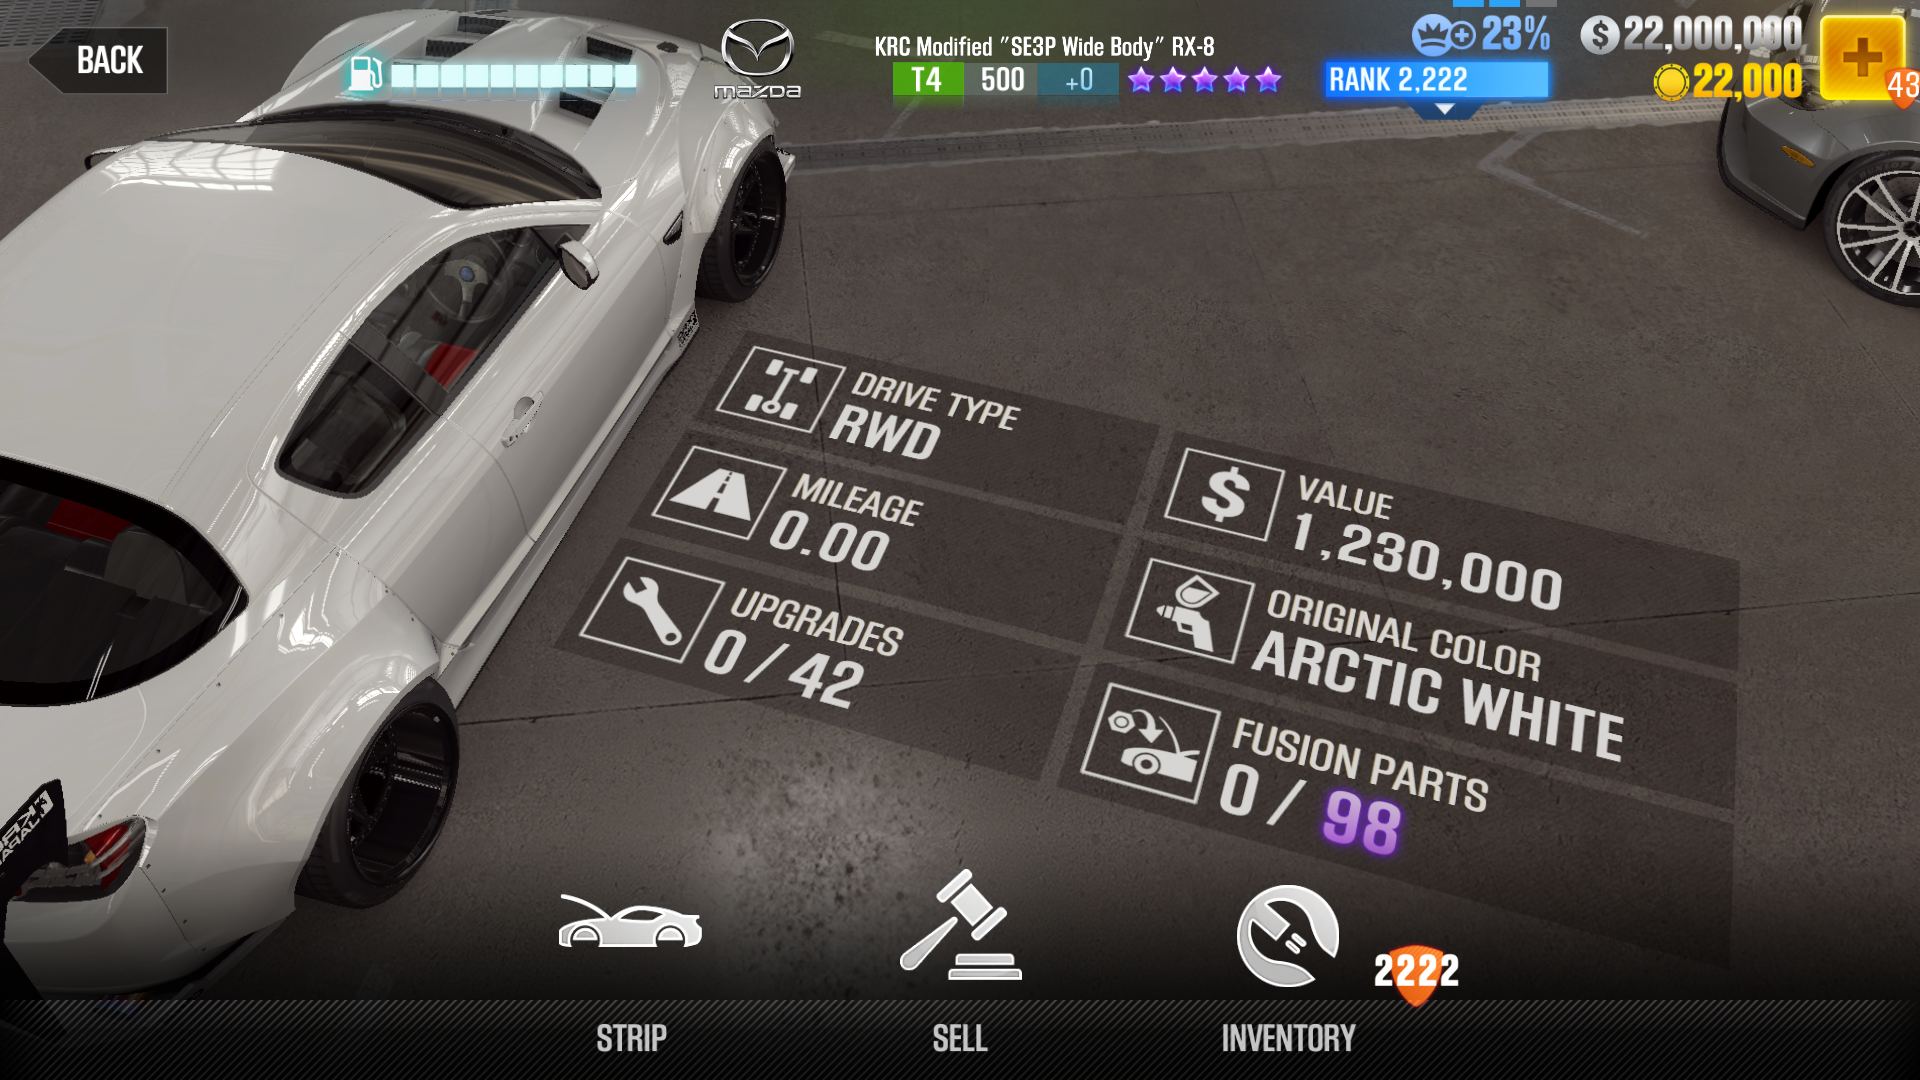 BACK
mazda
KRC Modified "SE3P Wide Body" RX-8
T4 500 +0
23%
RANK 2,222
$ 22,000,000
22,000
43
DRIVE TYPE
RWD
MILEAGE
0.00
UPGRADES
0 / 42
$ VALUE
1,230,000
ORIGINAL COLOR
ARCTIC WHITE
FUSION PARTS
0 / 98
2222
STRIP
SELL
INVENTORY